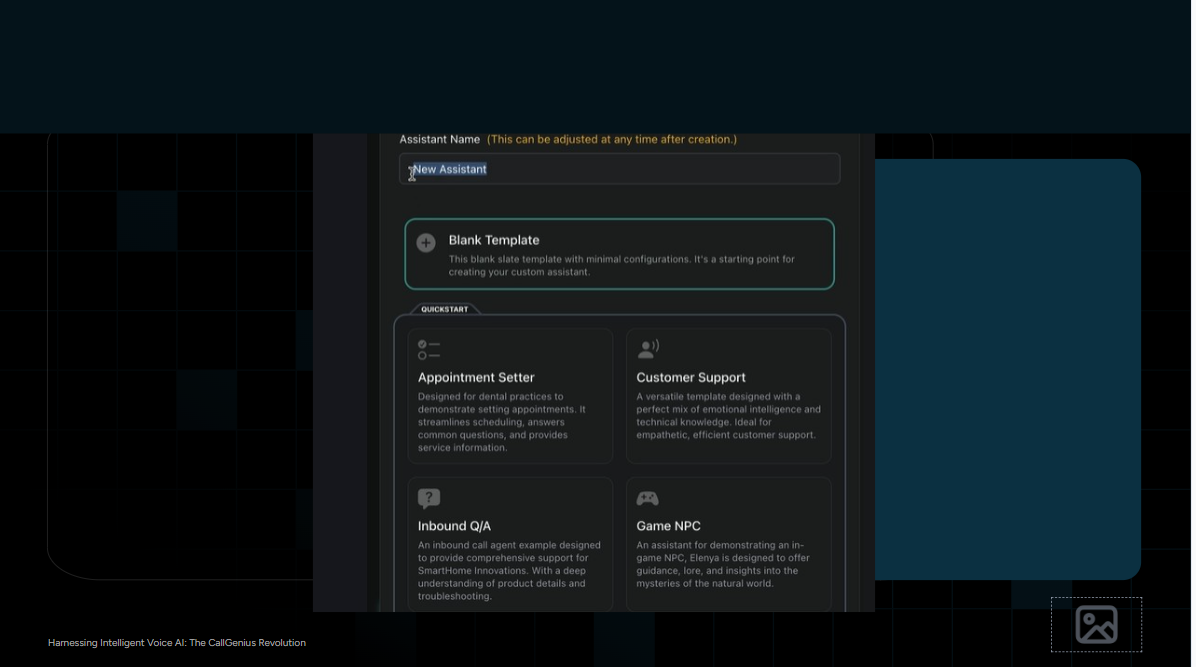 Assistant Name (This can be adjusted at any time after creation.)
New Assistant
Blank Template
This blank slate template with minimal configurations. It's a starting point for
creating your custom assistant.
QUICKSTART
Appointment Setter
Designed for dental practices to
demonstrate setting appointments. It
streamlines scheduling, answers
common questions, and provides
service information.
Customer Support
A versatile template designed with a
perfect mix of emotional intelligence and
technical knowledge. Ideal for
empathetic, efficient customer support.
Inbound Q/A
An inbound call agent example designed
to provide comprehensive support for
SmartHome Innovations. With a deep
understanding of product details and
troubleshooting.
Game NPC
An assistant for demonstrating an in-
game NPC, Elenya is designed to offer
guidance, lore, and insights into the
mysteries of the natural world.
Harnessing Intelligent Voice AI: The CallGenius Revolution